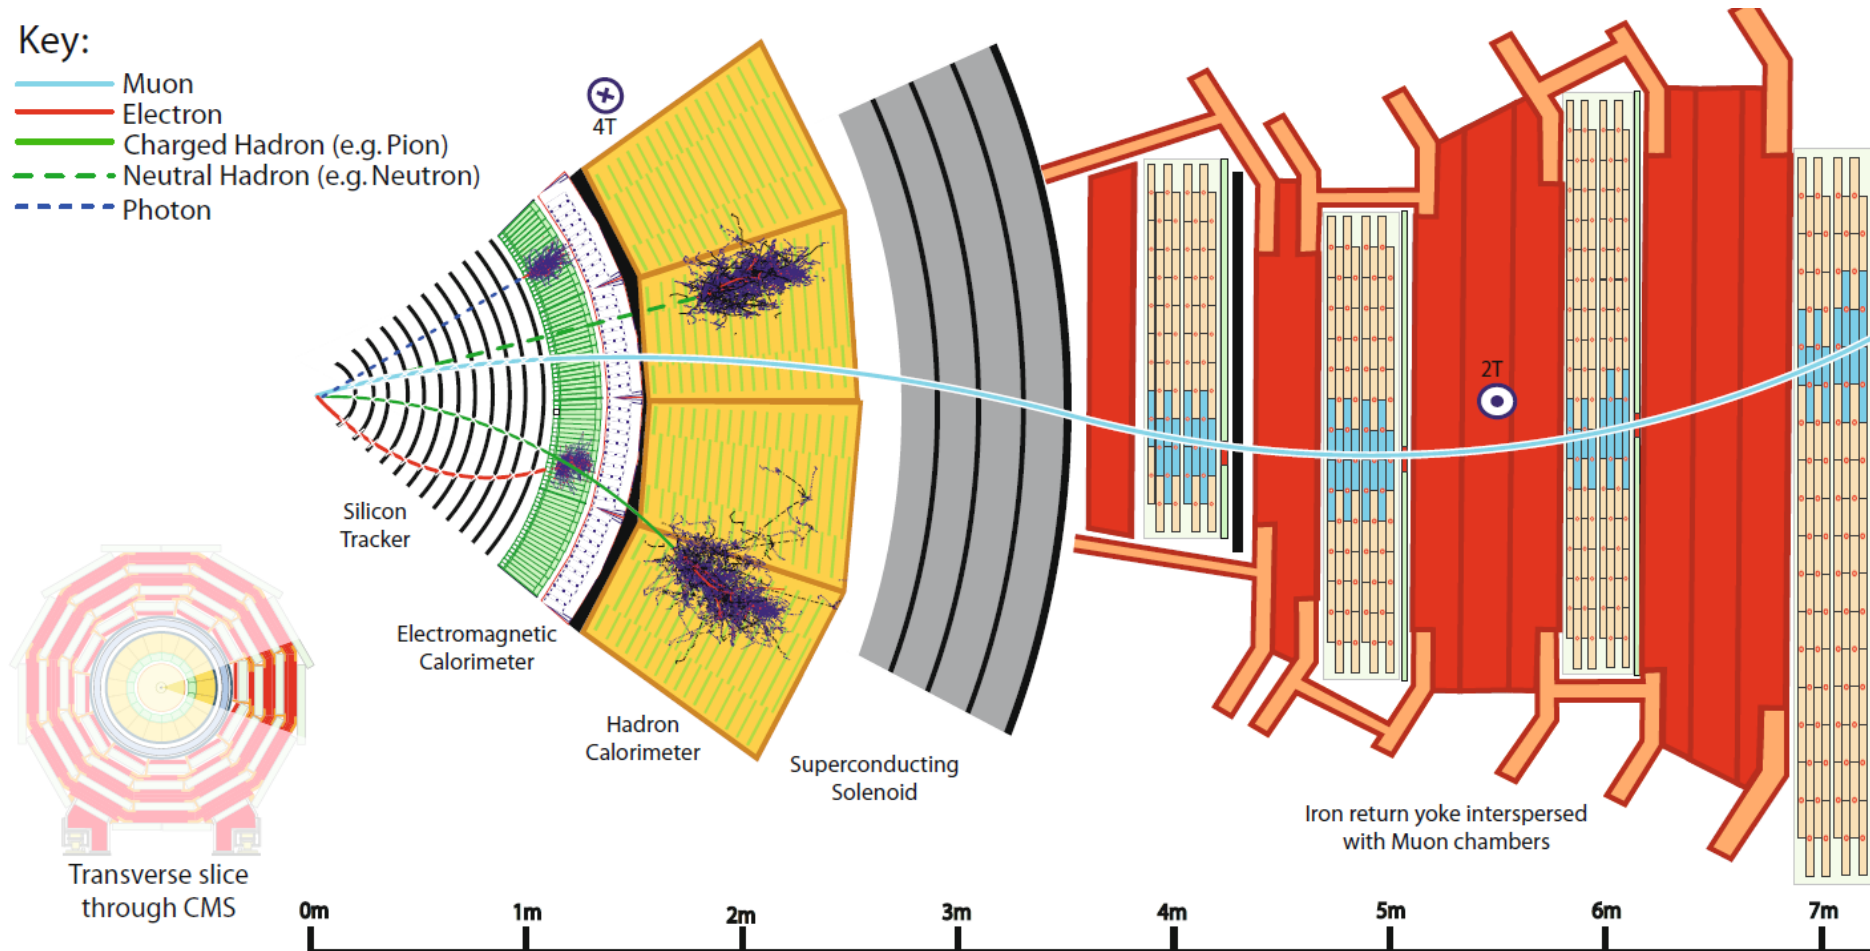 Key:
Muon
Electron
Charged Hadron (e.g. Pion)
Neutral Hadron (e.g. Neutron)
Photon
4T
2T
Silicon
Tracker
Electromagnetic
Calorimeter
Hadron
Calorimeter
Superconducting
Solenoid
Iron return yoke interspersed
with Muon chambers
Transverse slice
through CMS
0m 1m 2m 3m 4m 5m 6m 7m